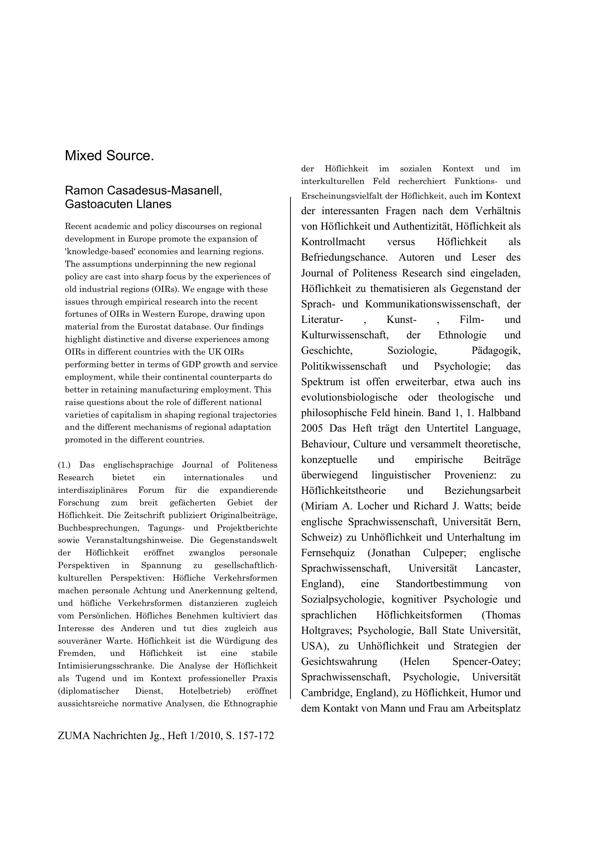 Mixed Source.
Ramon Casadesus-Masanell,
Gastoacuten Llanes
Recent academic and policy discourses on regional
development in Europe promote the expansion of
'knowledge-based' economies and learning regions.
The assumptions underpinning the new regional
policy are cast into sharp focus by the experiences of
old industrial regions (OIRs). We engage with these
issues through empirical research into the recent
fortunes of OIRs in Western Europe, drawing upon
material from the Eurostat database. Our findings
highlight distinctive and diverse experiences among
OIRs in different countries with the UK OIRs
performing better in terms of GDP growth and service
employment, while their continental counterparts do
better in retaining manufacturing employment. This
raise questions about the role of different national
varieties of capitalism in shaping regional trajectories
and the different mechanisms of regional adaptation
promoted in the different countries.
(1.) Das englischsprachige Journal of Politeness
Research bietet ein internationales und
interdisziplinäres Forum für die expandierende
Forschung zum breit gefächerten Gebiet der
Höflichkeit. Die Zeitschrift publiziert Originalbeiträge,
Buchbesprechungen, Tagungs- und Projektberichte
sowie Veranstaltungshinweise. Die Gegenstandswelt
der Höflichkeit eröffnet zwanglos personale
Perspektiven in Spannung zu gesellschaftlich-
kulturellen Perspektiven: Höfliche Verkehrsformen
machen personale Achtung und Anerkennung geltend,
und höfliche Verkehrsformen distanzieren zugleich
vom Persönlichen. Höfliches Benehmen kultiviert das
Interesse des Anderen und tut dies zugleich aus
souveräner Warte. Höflichkeit ist die Würdigung des
Fremden, und Höflichkeit ist eine stabile
Intimisierungsschranke. Die Analyse der Höflichkeit
als Tugend und im Kontext professioneller Praxis
(diplomatischer Dienst, Hotelbetrieb) eröffnet
aussichtsreiche normative Analysen, die Ethnographie
der Höflichkeit im sozialen Kontext und im
interkulturellen Feld recherchiert Funktions- und
Erscheinungsvielfalt der Höflichkeit, auch im Kontext
der interessanten Fragen nach dem Verhältnis
von Höflichkeit und Authentizität, Höflichkeit als
Kontrollmacht versus Höflichkeit als
Befriedungschance. Autoren und Leser des
Journal of Politeness Research sind eingeladen,
Höflichkeit zu thematisieren als Gegenstand der
Sprach- und Kommunikationswissenschaft, der
Literatur- , Kunst- , Film- und
Kulturwissenschaft, der Ethnologie und
Geschichte, Soziologie, Pädagogik,
Politikwissenschaft und Psychologie; das
Spektrum ist offen erweiterbar, etwa auch ins
evolutionsbiologische oder theologische und
philosophische Feld hinein. Band 1, 1. Halbband
2005 Das Heft trägt den Untertitel Language,
Behaviour, Culture und versammelt theoretische,
konzeptuelle und empirische Beiträge
überwiegend linguistischer Provenienz: zu
Höflichkeitstheorie und Beziehungsarbeit
(Miriam A. Locher und Richard J. Watts; beide
englische Sprachwissenschaft, Universität Bern,
Schweiz) zu Unhöflichkeit und Unterhaltung im
Fernsehquiz (Jonathan Culpeper; englische
Sprachwissenschaft, Universität Lancaster,
England), eine Standortbestimmung von
Sozialpsychologie, kognitiver Psychologie und
sprachlichen Höflichkeitsformen (Thomas
Holtgraves; Psychologie, Ball State Universität,
USA), zu Unhöflichkeit und Strategien der
Gesichtswahrung (Helen Spencer-Oatey;
Sprachwissenschaft, Psychologie, Universität
Cambridge, England), zu Höflichkeit, Humor und
dem Kontakt von Mann und Frau am Arbeitsplatz
ZUMA Nachrichten Jg., Heft 1/2010, S. 157-172